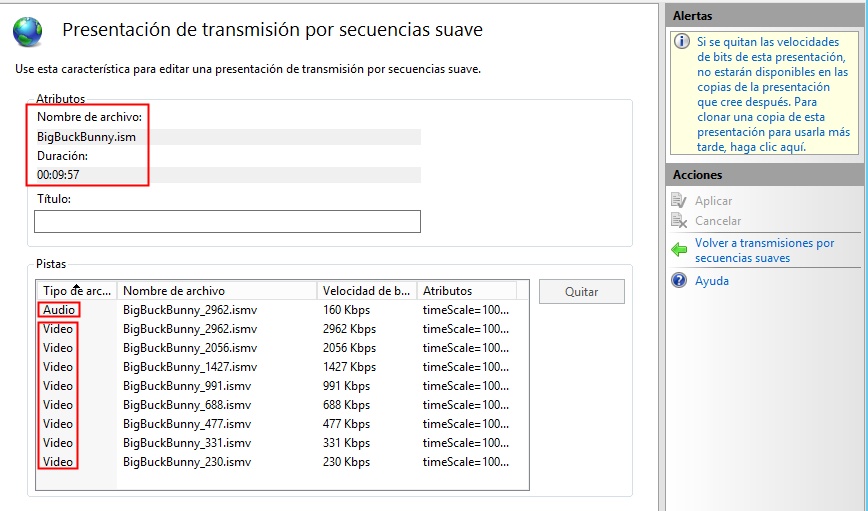 Presentación de transmisión por secuencias suave
Use esta característica para editar una presentación de transmisión por secuencias suave.
Atributos
Nombre de archivo:
BigBuckBunny.ism
Duración:
00:09:57
Título:
Pistas
Tipo de arc... Nombre de archivo Velocidad de b... Atributos
Audio BigBuckBunny_2962.ismv 160 Kbps timeScale=100...
Video BigBuckBunny_2962.ismv 2962 Kbps timeScale=100...
Video BigBuckBunny_2056.ismv 2056 Kbps timeScale=100...
Video BigBuckBunny_1427.ismv 1427 Kbps timeScale=100...
Video BigBuckBunny_991.ismv 991 Kbps timeScale=100...
Video BigBuckBunny_688.ismv 688 Kbps timeScale=100...
Video BigBuckBunny_477.ismv 477 Kbps timeScale=100...
Video BigBuckBunny_331.ismv 331 Kbps timeScale=100...
Video BigBuckBunny_230.ismv 230 Kbps timeScale=100...
Quitar
Alertas
Si se quitan las velocidades
de bits de esta presentación,
no estarán disponibles en las
copias de la presentación
que cree después. Para
clonar una copia de esta
presentación para usarla más
tarde, haga clic aquí.
Acciones
Aplicar
Cancelar
Volver a transmisiones por
secuencias suaves
Ayuda